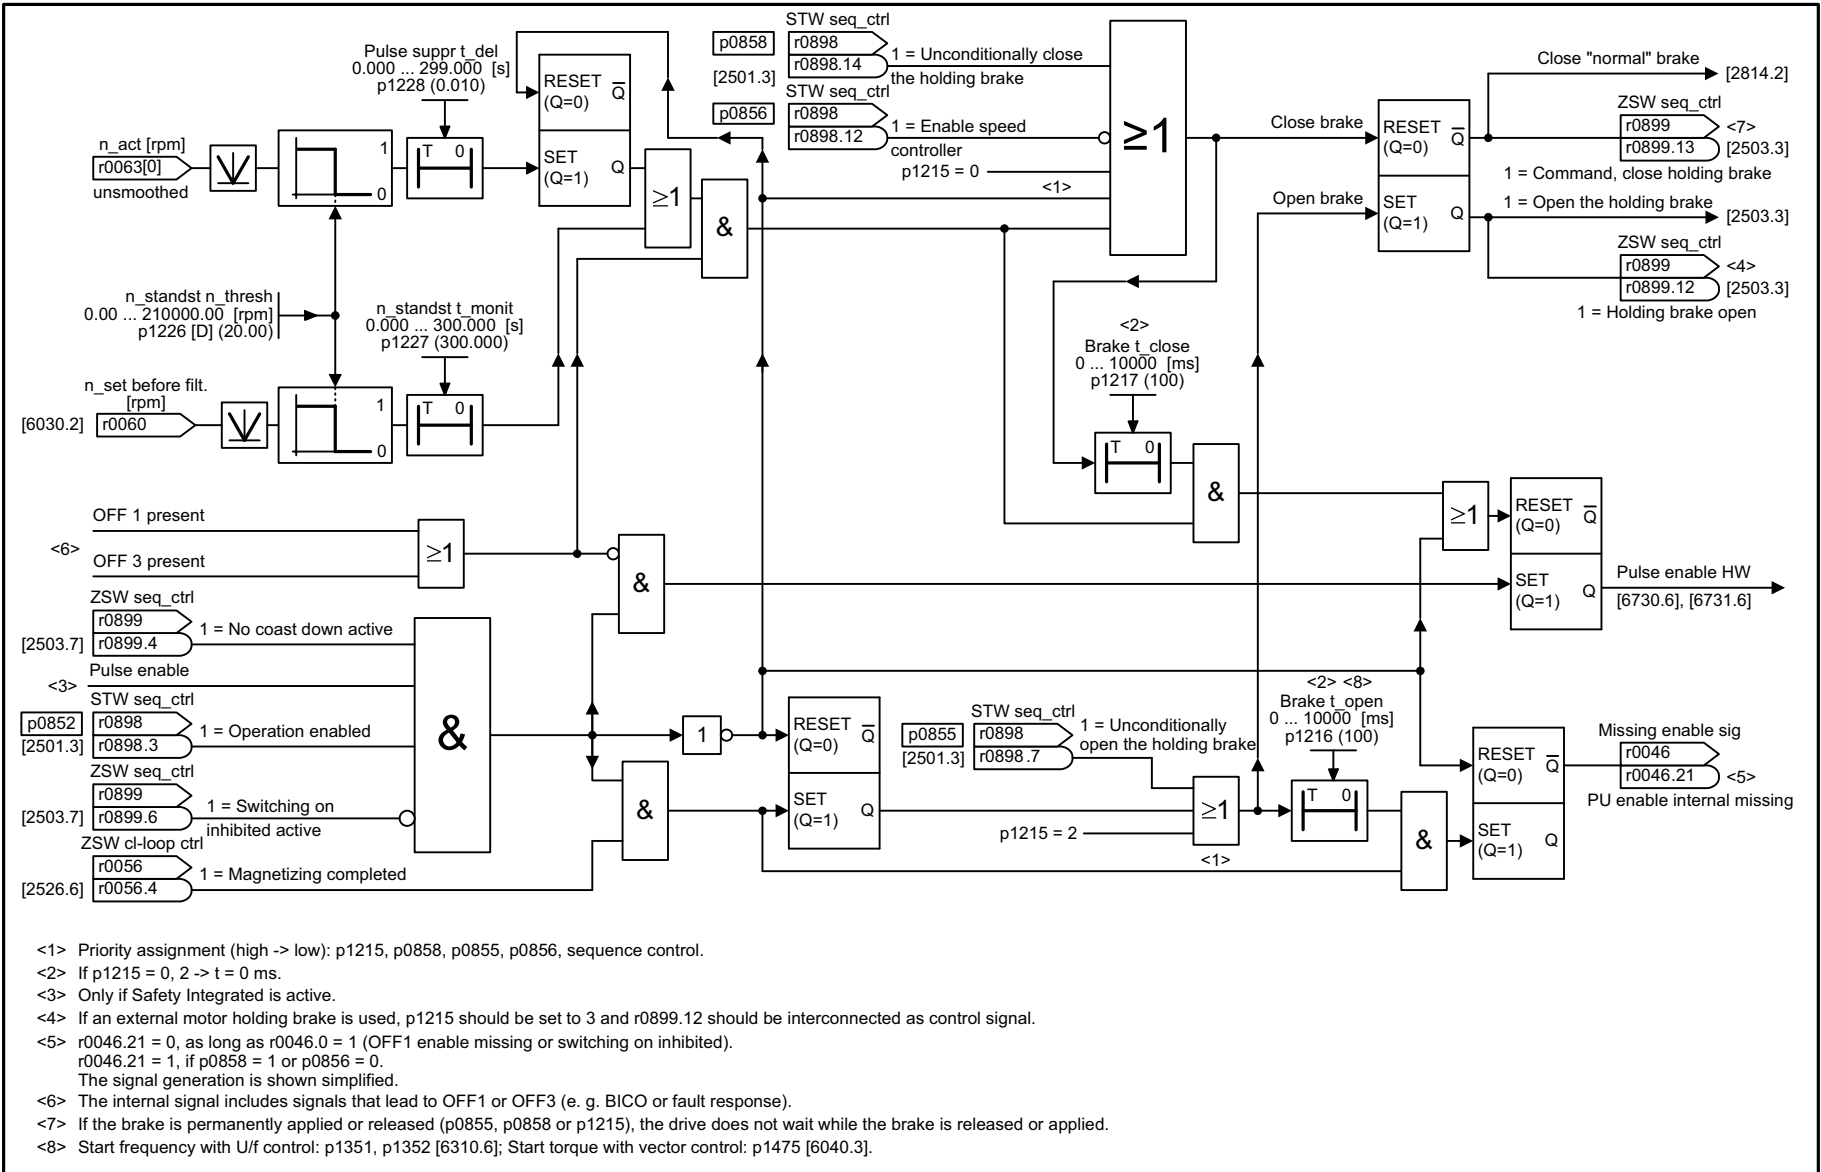 STW seq_ctrl
p0858
r0898
r0898.14
[2501.3]
1 = Unconditionally close
the holding brake
STW seq_ctrl
p0856
r0898
r0898.12
1 = Enable speed
controller
p1215 = 0
<1>
≥1
Pulse suppr t_del
0.000 ... 299.000 [s]
p1228 (0.010)
RESET
(Q=0)
Q
SET
(Q=1)
Q
n_act [rpm]
r0063[0]
unsmoothed
1
0
T 0
≥1
&
Close brake
Open brake
RESET
(Q=0)
Q
SET
(Q=1)
Q
Close "normal" brake
[2814.2]
ZSW seq_ctrl
r0899
<7>
r0899.13
[2503.3]
1 = Command, close holding brake
1 = Open the holding brake
[2503.3]
ZSW seq_ctrl
r0899
<4>
r0899.12
[2503.3]
1 = Holding brake open
n_standst n_thresh
0.00 ... 210000.00 [rpm]
p1226 [D] (20.00)
n_standst t_monit
0.000 ... 300.000 [s]
p1227 (300.000)
n_set before filt.
[rpm]
[6030.2]
r0060
1
0
T 0
<2>
Brake t_close
0 ... 10000 [ms]
p1217 (100)
T 0
&
≥1
RESET
(Q=0)
Q
SET
(Q=1)
Q
Pulse enable HW
[6730.6], [6731.6]
OFF 1 present
<6>
OFF 3 present
≥1
&
ZSW seq_ctrl
r0899
r0899.4
[2503.7]
1 = No coast down active
Pulse enable
<3>
STW seq_ctrl
p0852
r0898
r0898.3
[2501.3]
1 = Operation enabled
ZSW seq_ctrl
r0899
r0899.6
[2503.7]
1 = Switching on
inhibited active
&
ZSW cl-loop ctrl
r0056
r0056.4
[2526.6]
1 = Magnetizing completed
1
&
RESET
(Q=0)
Q
SET
(Q=1)
Q
STW seq_ctrl
p0855
r0898
r0898.7
[2501.3]
1 = Unconditionally
open the holding brake
p1215 = 2
≥1
<1>
<2> <8>
Brake t_open
0 ... 10000 [ms]
p1216 (100)
T 0
&
RESET
(Q=0)
Q
SET
(Q=1)
Q
Missing enable sig
r0046
r0046.21
<5>
PU enable internal missing
<1> Priority assignment (high -> low): p1215, p0858, p0855, p0856, sequence control.
<2> If p1215 = 0, 2 -> t = 0 ms.
<3> Only if Safety Integrated is active.
<4> If an external motor holding brake is used, p1215 should be set to 3 and r0899.12 should be interconnected as control signal.
<5> r0046.21 = 0, as long as r0046.0 = 1 (OFF1 enable missing or switching on inhibited).
r0046.21 = 1, if p0858 = 1 or p0856 = 0.
The signal generation is shown simplified.
<6> The internal signal includes signals that lead to OFF1 or OFF3 (e. g. BICO or fault response).
<7> If the brake is permanently applied or released (p0855, p0858 or p1215), the drive does not wait while the brake is released or applied.
<8> Start frequency with U/f control: p1351, p1352 [6310.6]; Start torque with vector control: p1475 [6040.3].